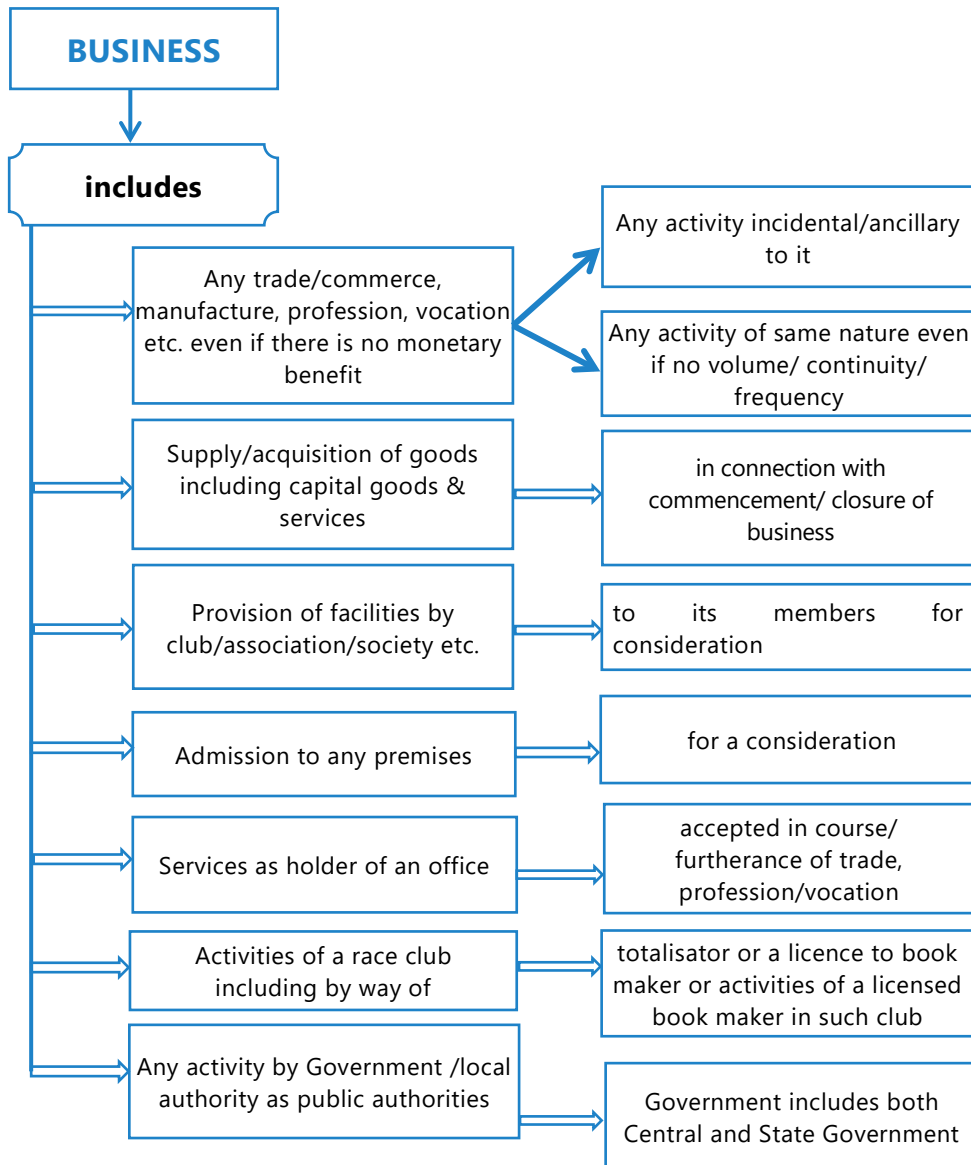 BUSINESS
includes
Any trade/commerce,
manufacture, profession, vocation
etc. even if there is no monetary
benefit
Any activity incidental/ancillary
to it
Any activity of same nature even
if no volume/ continuity/
frequency
Supply/acquisition of goods
including capital goods &
services
in connection with
commencement/ closure of
business
Provision of facilities by
club/association/society etc.
to its members for
consideration
Admission to any premises
for a consideration
Services as holder of an office
accepted in course/
furtherance of trade,
profession/vocation
Activities of a race club
including by way of
totalisator or a licence to book
maker or activities of a licensed
book maker in such club
Any activity by Government /local
authority as public authorities
Government includes both
Central and State Government